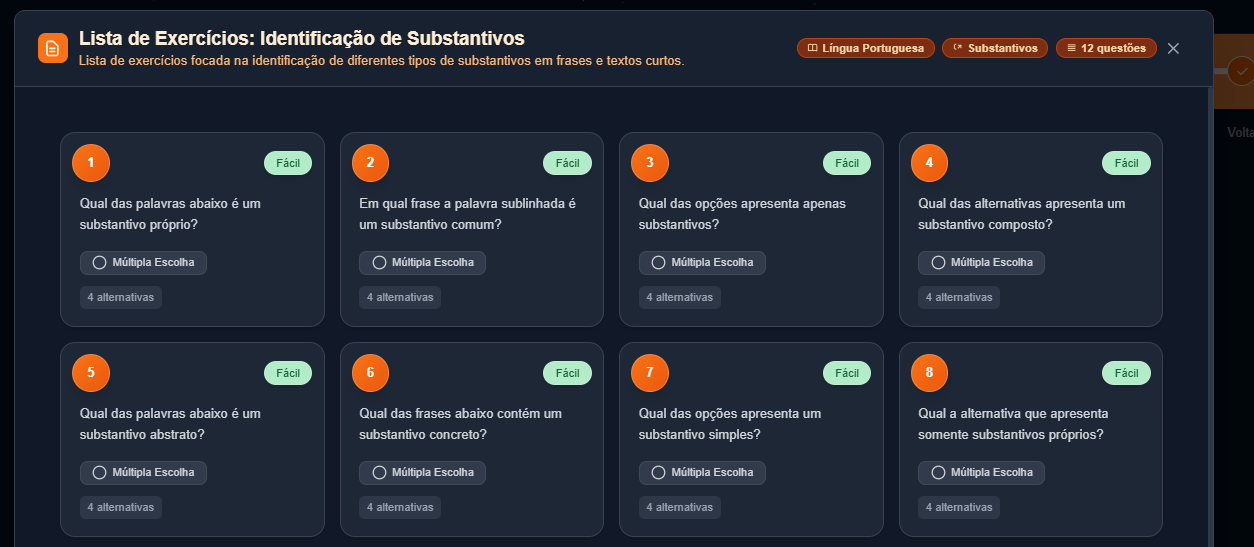 Lista de Exercícios: Identificação de Substantivos
Lista de exercícios focada na identificação de diferentes tipos de substantivos em frases e textos curtos.
Língua Portuguesa
Substantivos
12 questões
1
Fácil
Qual das palavras abaixo é um
substantivo próprio?
Múltipla Escolha
4 alternativas
2
Fácil
Em qual frase a palavra sublinhada é
um substantivo comum?
Múltipla Escolha
4 alternativas
3
Fácil
Qual das opções apresenta apenas
substantivos?
Múltipla Escolha
4 alternativas
4
Fácil
Qual das alternativas apresenta um
substantivo composto?
Múltipla Escolha
4 alternativas
5
Fácil
Qual das palavras abaixo é um
substantivo abstrato?
Múltipla Escolha
4 alternativas
6
Fácil
Qual das frases abaixo contém um
substantivo concreto?
Múltipla Escolha
4 alternativas
7
Fácil
Qual das opções apresenta um
substantivo simples?
Múltipla Escolha
4 alternativas
8
Fácil
Qual a alternativa que apresenta
somente substantivos próprios?
Múltipla Escolha
4 alternativas